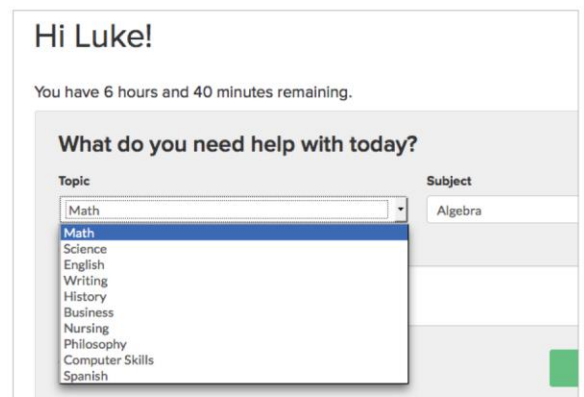 Hi Luke!
You have 6 hours and 40 minutes remaining.
What do you need help with today?
Topic Subject
Math Algebra
Math
Science
English
Writing
History
Business
Nursing
Philosophy
Computer Skills
Spanish